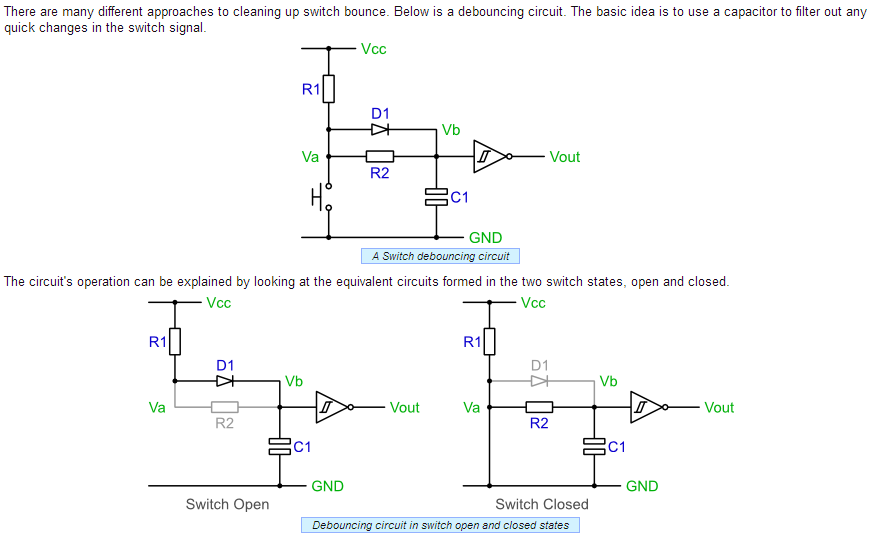 There are many different approaches to cleaning up switch bounce. Below is a debouncing circuit. The basic idea is to use a capacitor to filter out any
quick changes in the switch signal.
Vcc
R1
D1
Vb
Va
Vout
R2
C1
GND
A Switch debouncing circuit
The circuit's operation can be explained by looking at the equivalent circuits formed in the two switch states, open and closed.
Vcc
R1
D1
Vb
Va
Vout
R2
C1
GND
Switch Open
Vcc
R1
D1
Vb
Va
Vout
R2
C1
GND
Switch Closed
Debouncing circuit in switch open and closed states